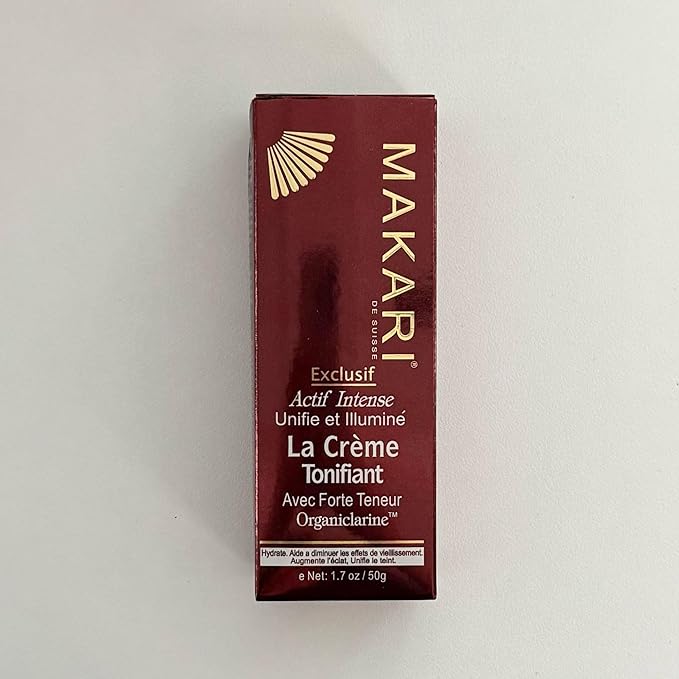 MAKARI®
DE SUISSE
Exclusif
Actif Intense
Unifie et Illuminé
La Crème
Tonifiant
Avec Forte Teneur
Organiclarine™
Hydrate. Aide a diminuer les effets de vieillissement.
Augmente l'éclat, Unifie le teint.
e Net: 1.7 oz / 50g